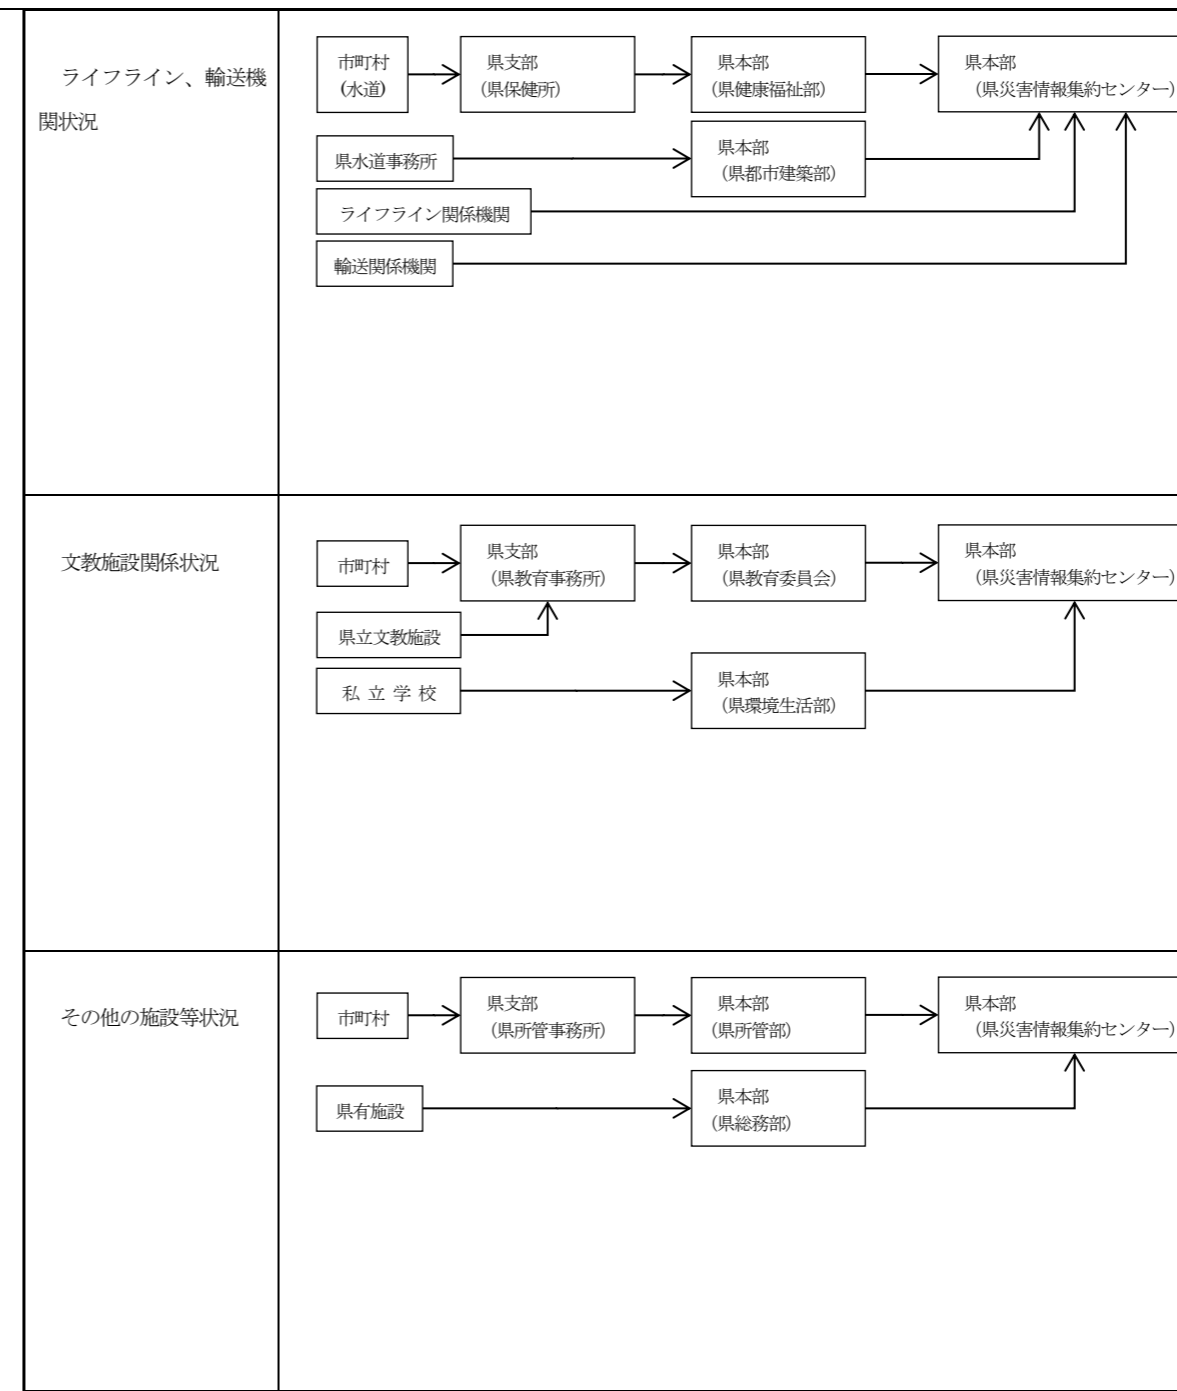 ライフライン、輸送機
関状況
市町村
(水道)
県支部
（県保健所）
県本部
（県健康福祉部）
県本部
（県災害情報集約センター）
県水道事務所
県本部
（県都市建築部）
ライフライン関係機関
輸送関係機関
文教施設関係状況
市町村
県支部
（県教育事務所）
県本部
（県教育委員会）
県本部
（県災害情報集約センター）
県立文教施設
私 立 学 校
県本部
（県環境生活部）
その他の施設等状況
市町村
県支部
（県所管事務所）
県本部
（県所管部）
県本部
（県災害情報集約センター）
県有施設
県本部
（県総務部）